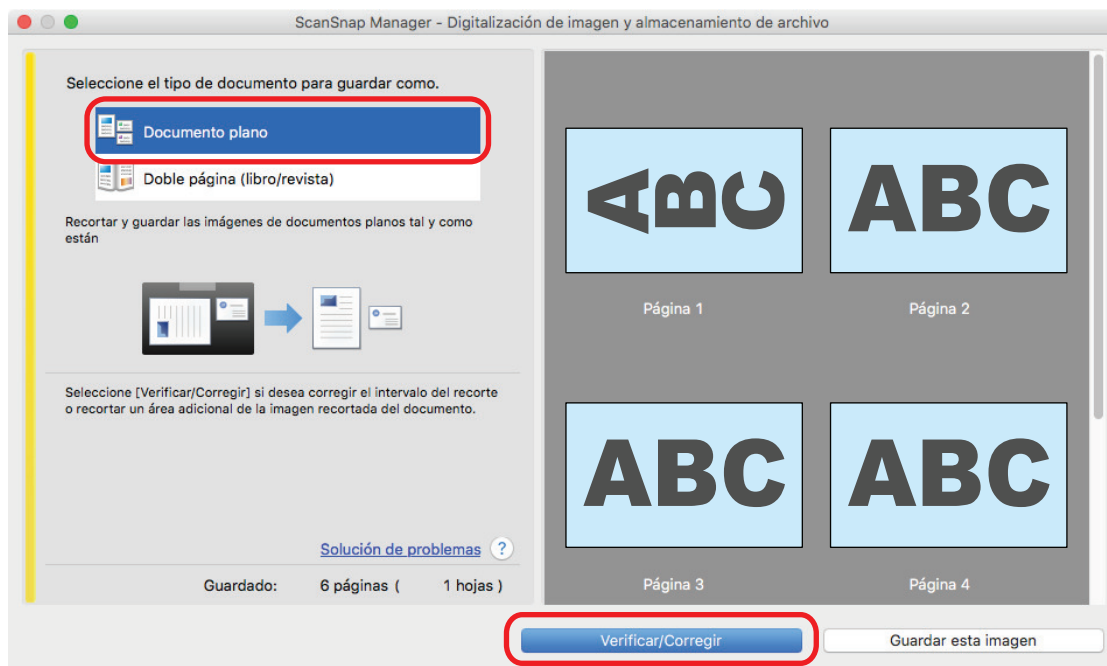 ScanSnap Manager - Digitalización de imagen y almacenamiento de archivo
Seleccione el tipo de documento para guardar como.
Documento plano
Doble página (libro/revista)
Recortar y guardar las imágenes de documentos planos tal y como
están
Seleccione [Verificar/Corregir] si desea corregir el intervalo del recorte
o recortar un área adicional de la imagen recortada del documento.
Solución de problemas ?
Guardado: 6 páginas ( 1 hojas )
ABC ABC
Página 1 Página 2
ABC ABC
Página 3 Página 4
Verificar/Corregir Guardar esta imagen